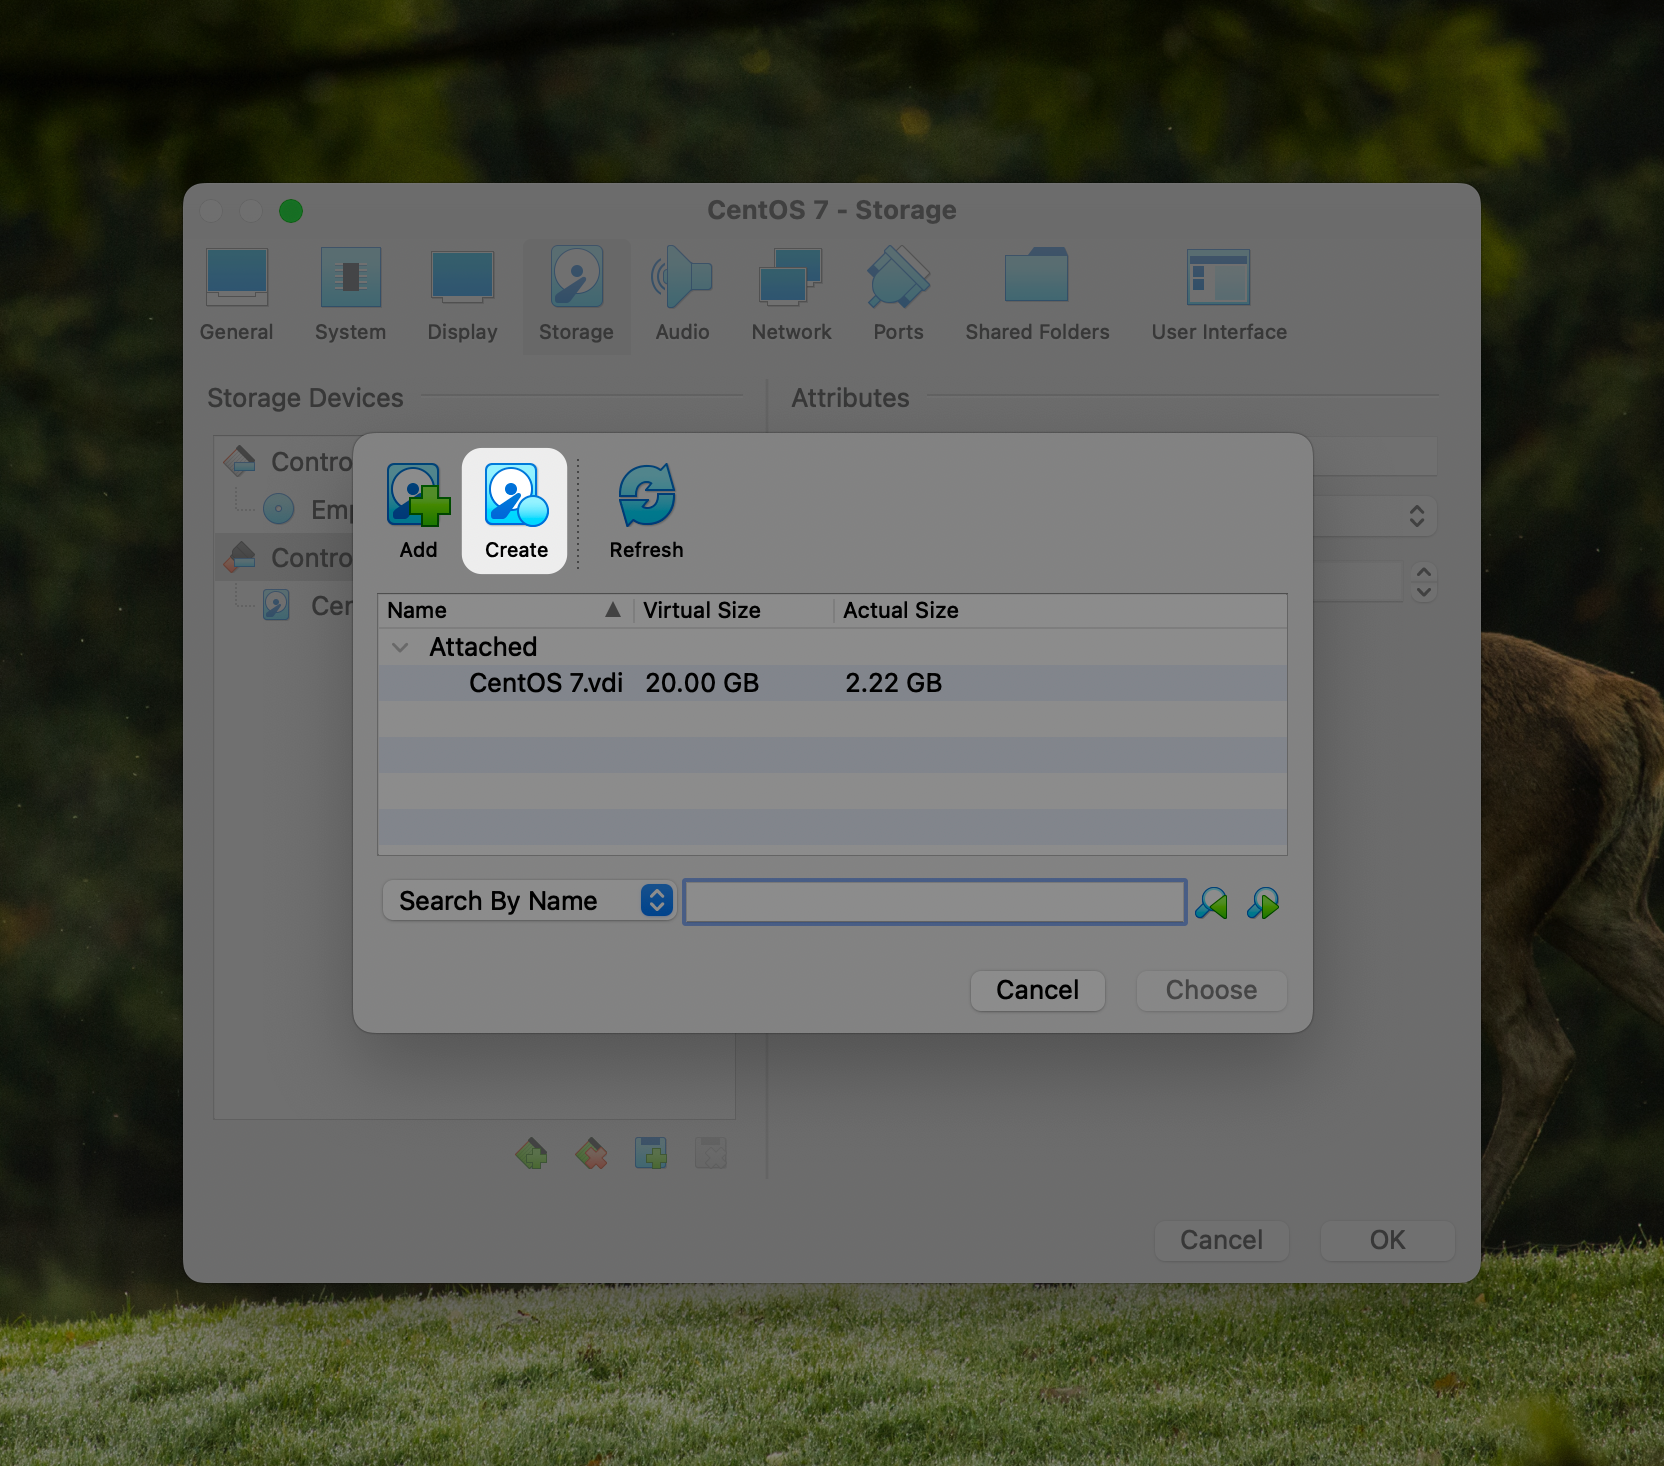 CentOS 7 - Storage
General System Display Storage Audio Network Ports Shared Folders User Interface
Storage Devices Attributes
Contro
Emp
Contro
Cen
Add Create Refresh
Name Virtual Size Actual Size
Attached
CentOS 7.vdi 20.00 GB 2.22 GB
Search By Name
Cancel Choose
Cancel OK